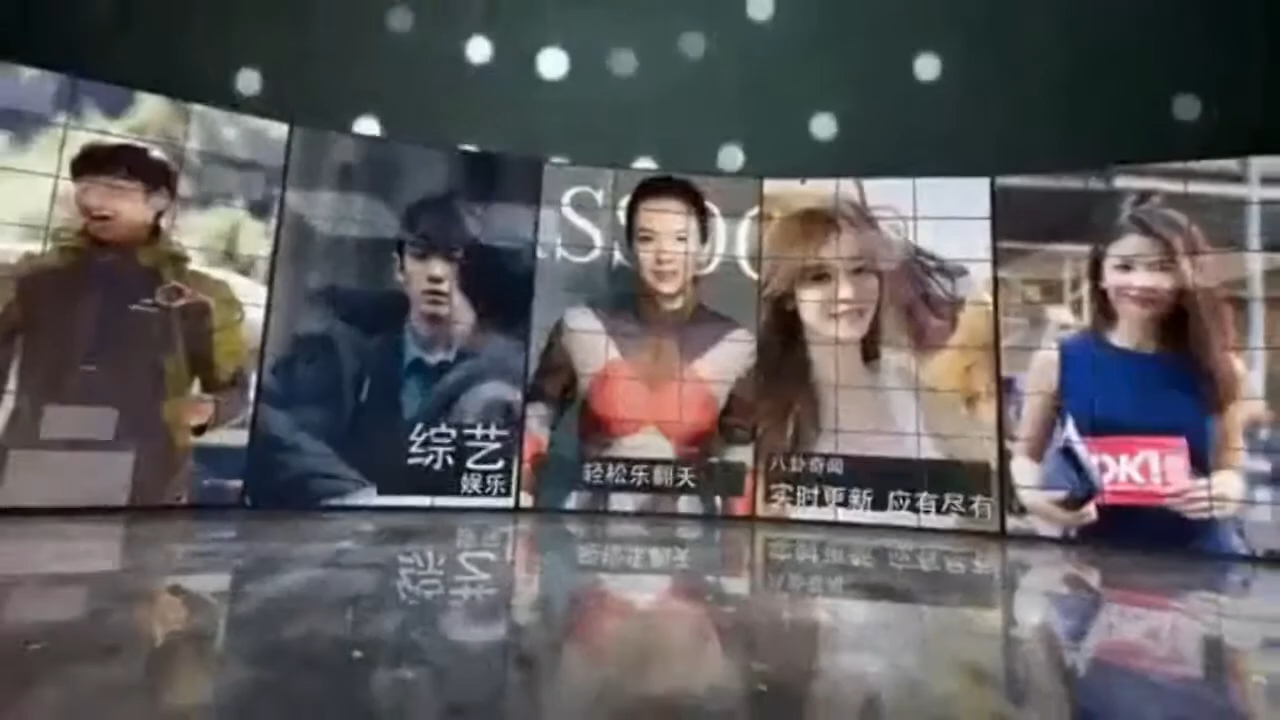 综艺
娱乐
轻松乐翻天
八卦奇闻
实时更新 应有尽有
OK!